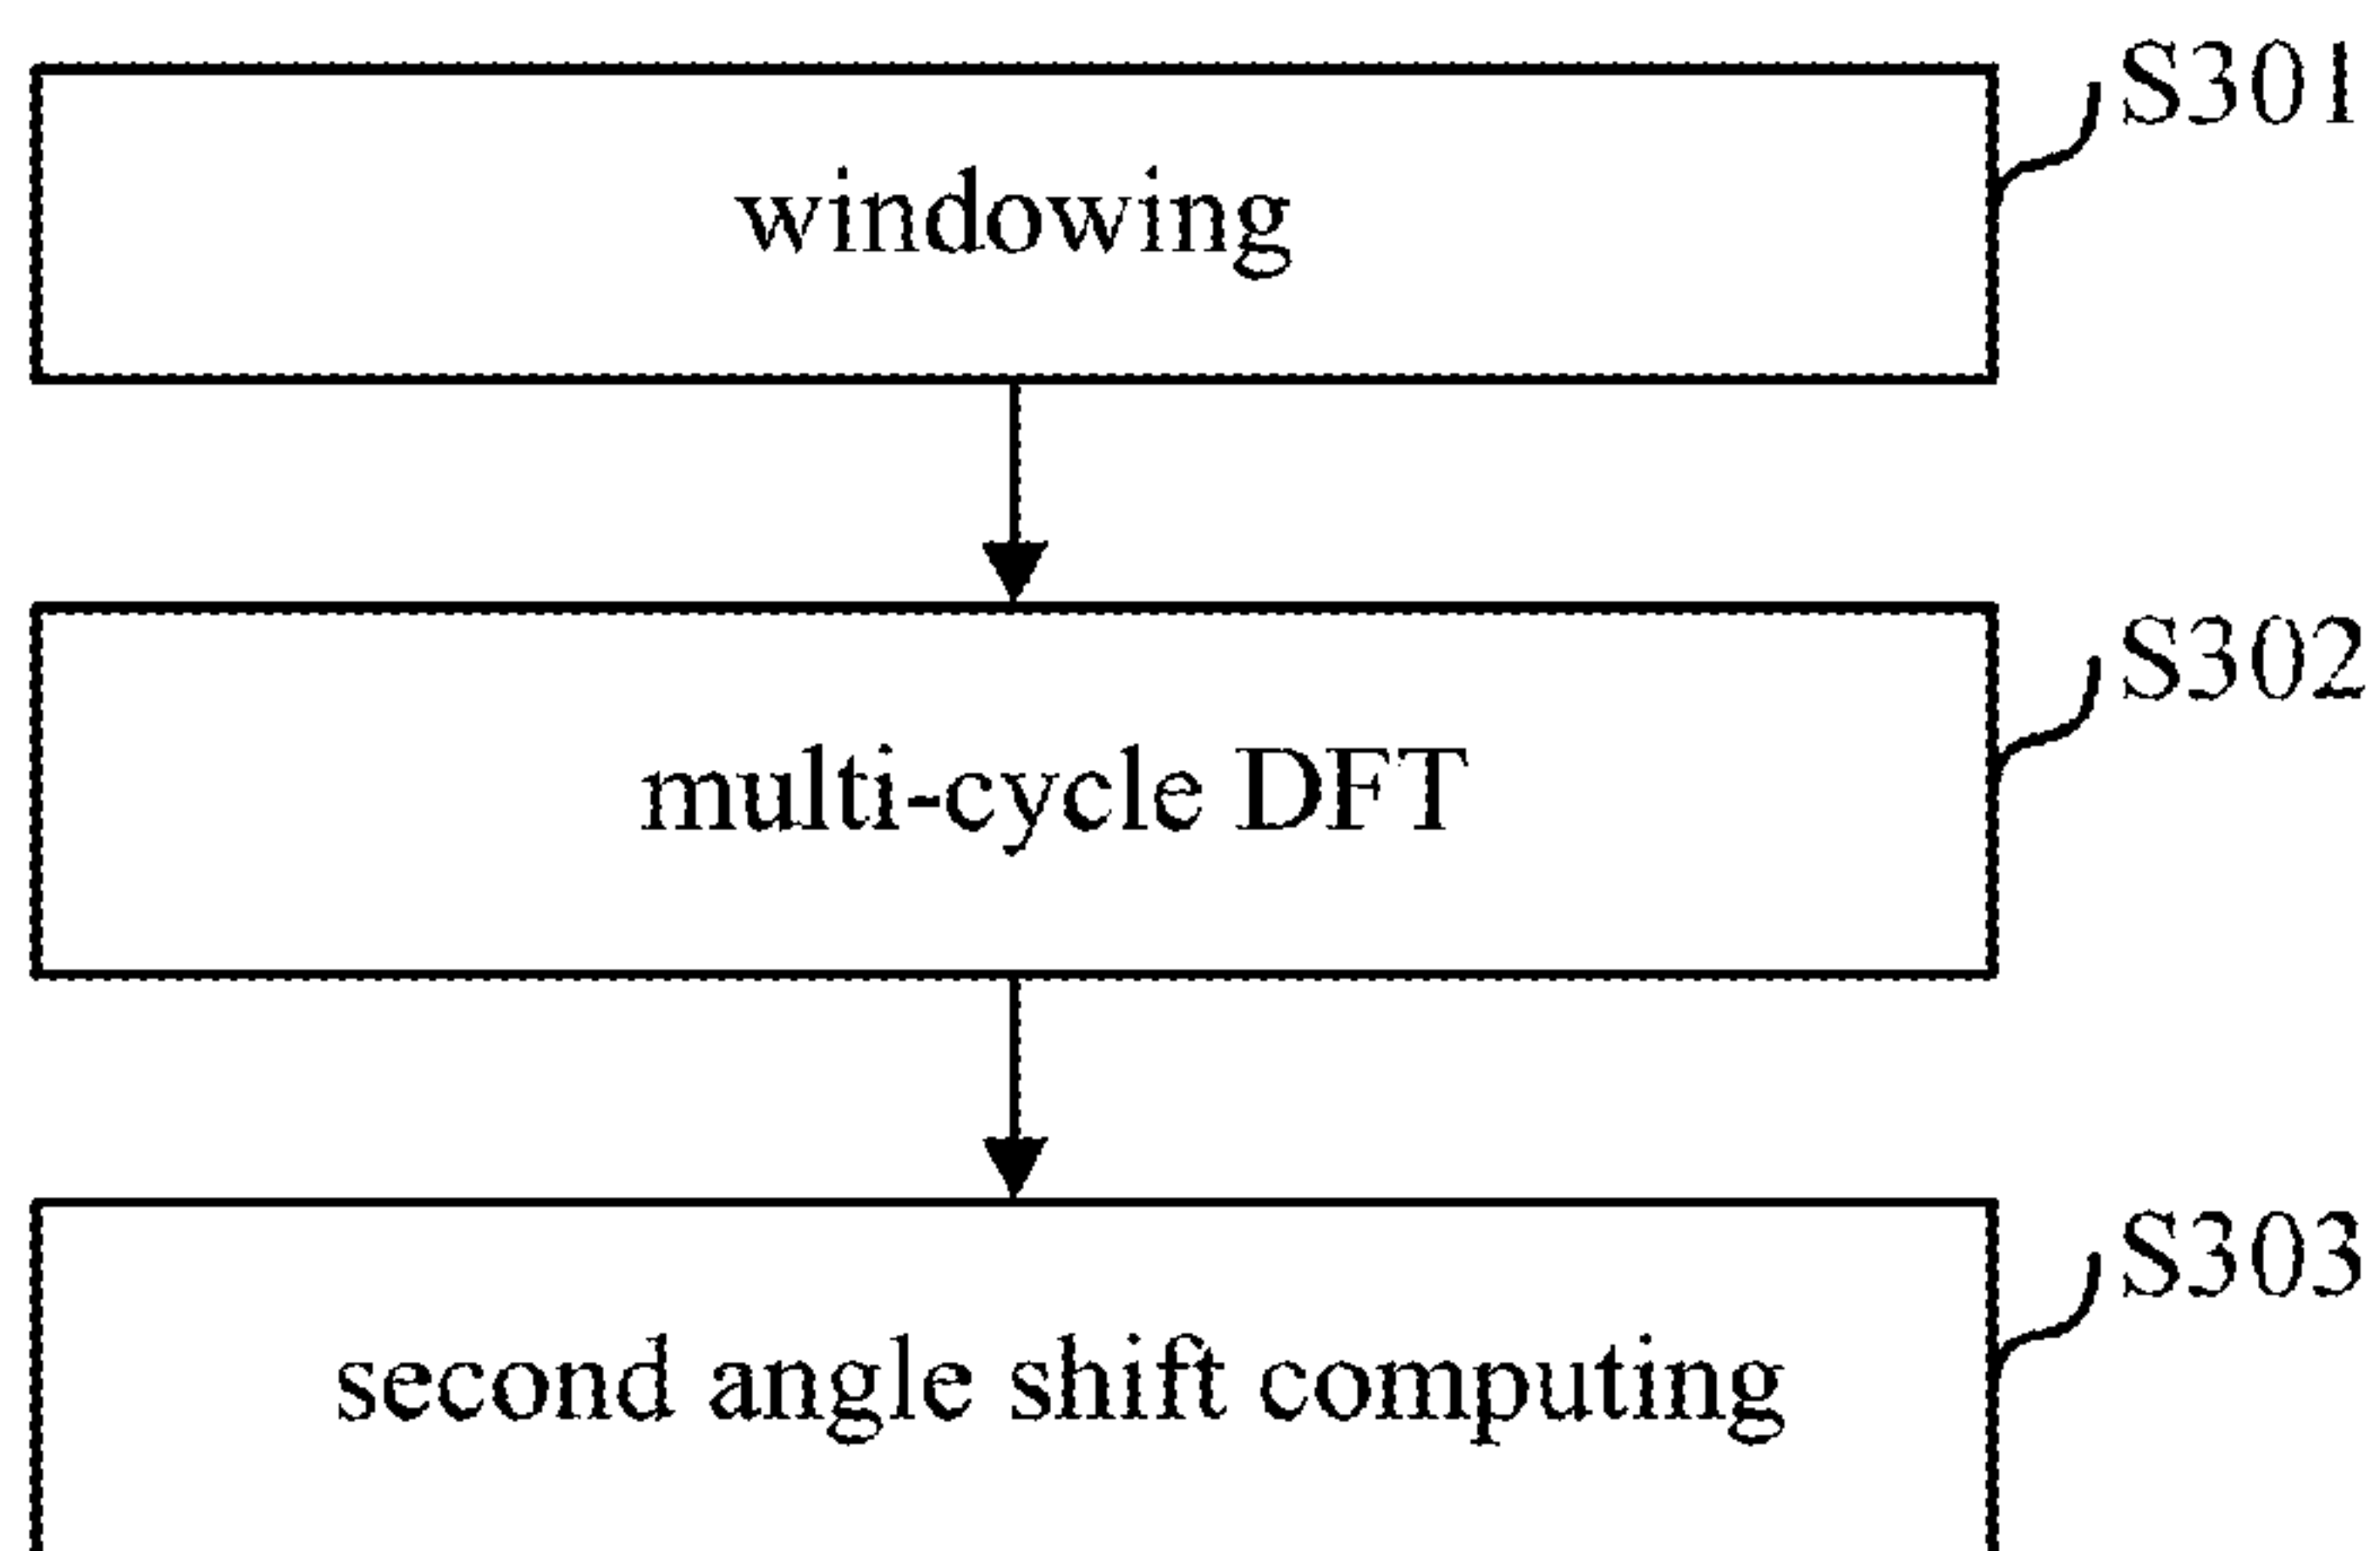 S301
windowing
S302
multi-cycle DFT
S303
second angle shift computing